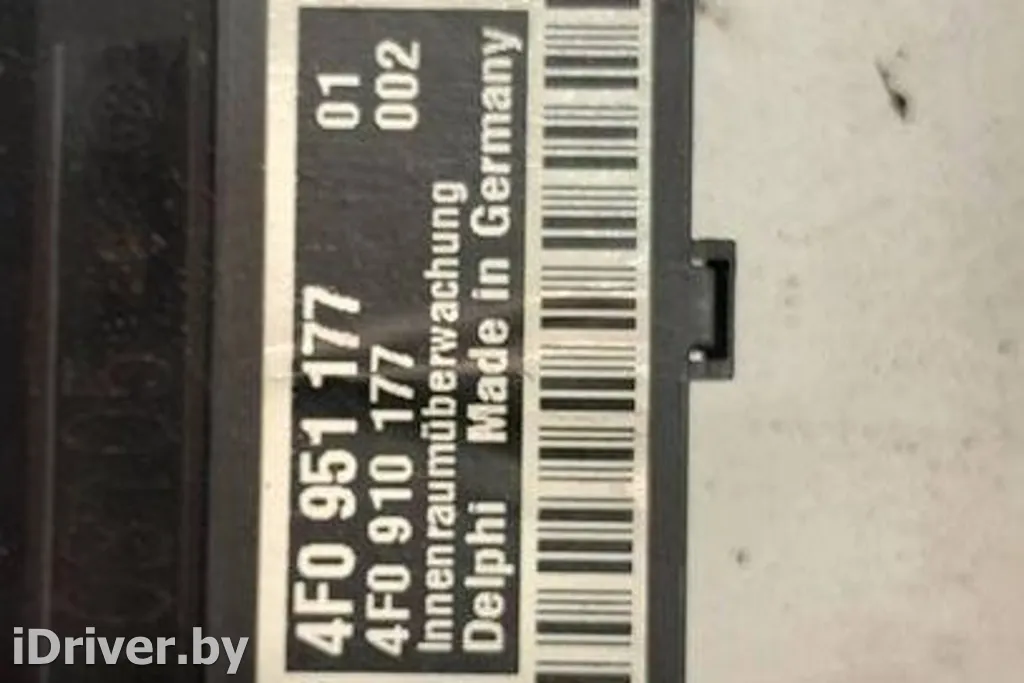 4F0 951 177 01
4F0 910 177 002
Innenraumüberwachung
Delphi Made in Germany
iDriver.by